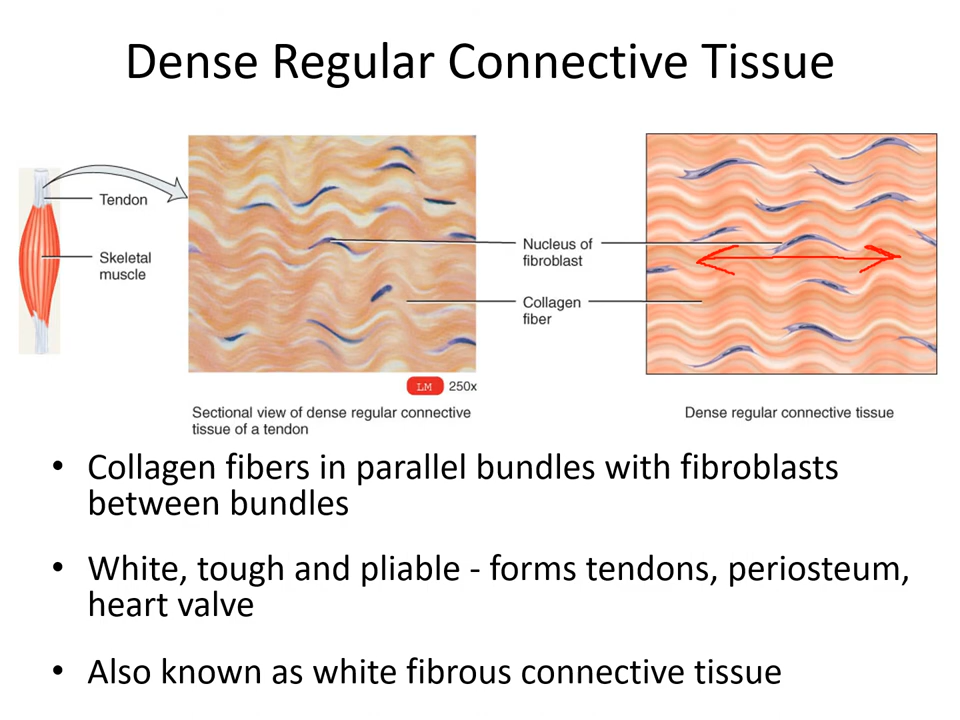 Dense Regular Connective Tissue
Tendon
Skeletal
muscle
Nucleus of
fibroblast
Collagen
fiber
LM 250x
Sectional view of dense regular connective
tissue of a tendon
Dense regular connective tissue
• Collagen fibers in parallel bundles with fibroblasts
between bundles
• White, tough and pliable - forms tendons, periosteum,
heart valve
• Also known as white fibrous connective tissue